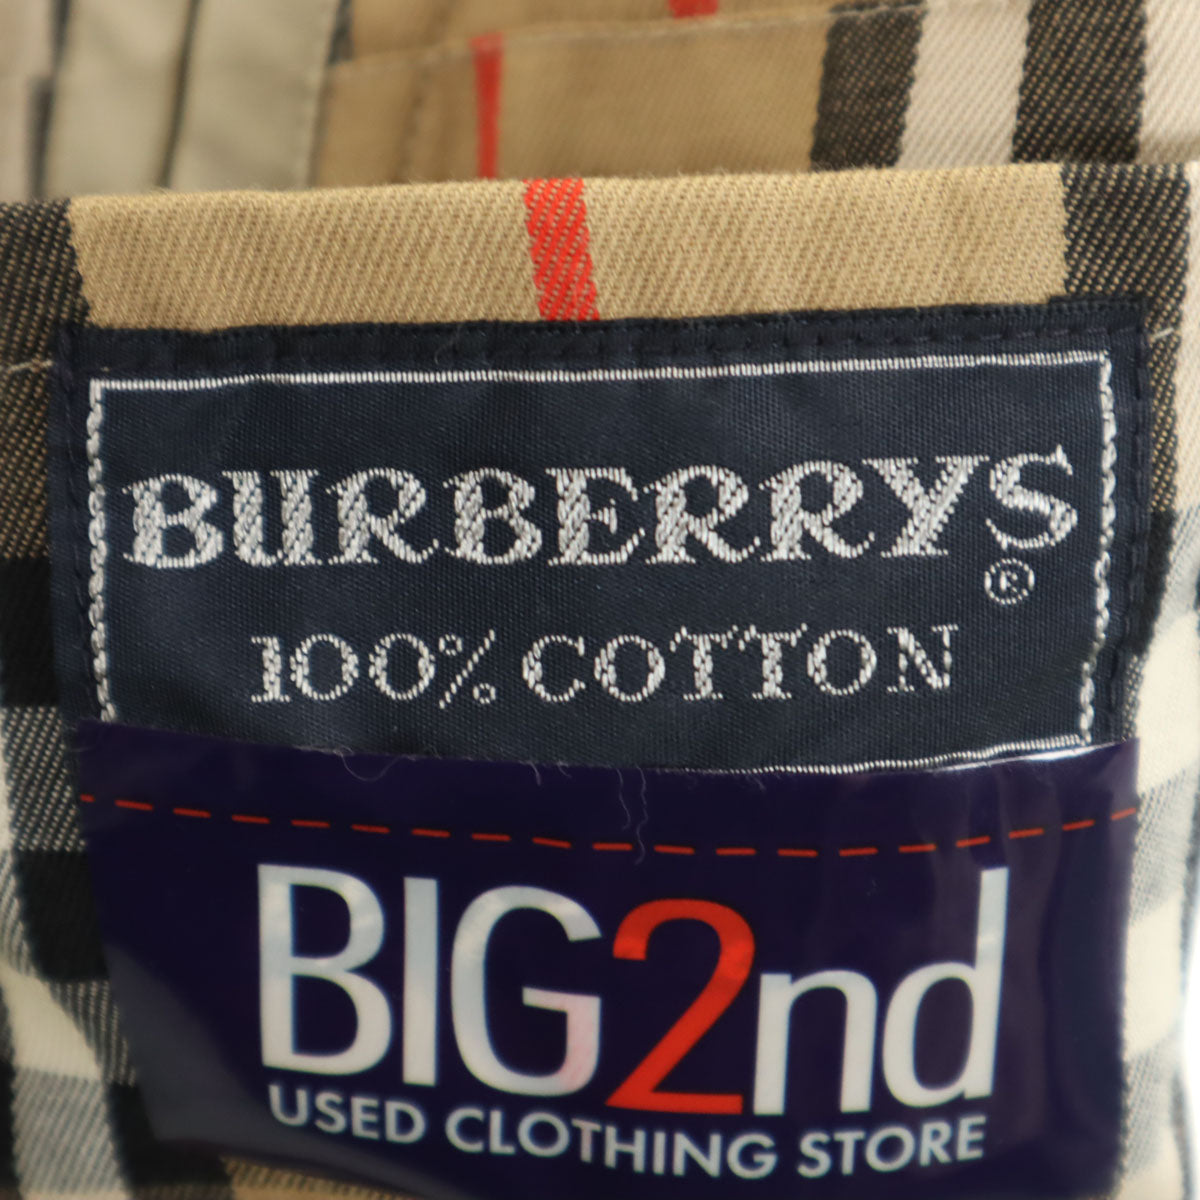 BURBERRYS
®
100% COTTON
BIG2nd
USED CLOTHING STORE